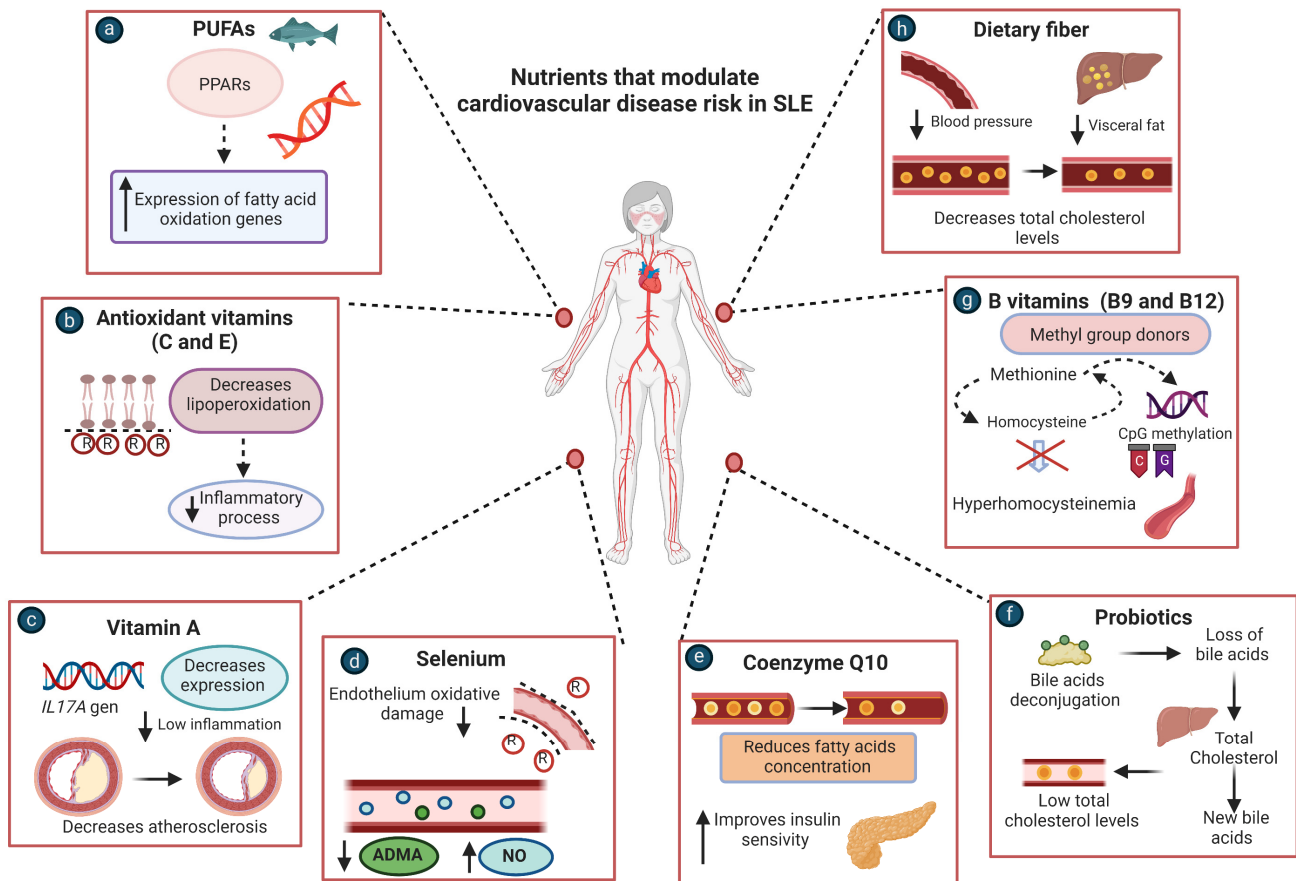 Nutrients that modulate
cardiovascular disease risk in SLE
a
PUFAs
PPARs
Expression of fatty acid
oxidation genes
b
Antioxidant vitamins
(C and E)
Decreases
lipoperoxidation
R
R
R
R
Inflammatory
process
c
Vitamin A
IL17A gen
Decreases
expression
Low inflammation
Decreases atherosclerosis
d
Selenium
Endothelium oxidative
damage
R
R
R
ADMA
NO
e
Coenzyme Q10
Reduces fatty acids
concentration
Improves insulin
sensivity
f
Probiotics
Bile acids
deconjugation
Loss of
bile acids
Total
Cholesterol
Low total
cholesterol levels
New bile
acids
g
B vitamins (B9 and B12)
Methyl group donors
Methionine
Homocysteine
CpG methylation
C
G
Hyperhomocysteinemia
h
Dietary fiber
Blood pressure
Visceral fat
Decreases total cholesterol
levels